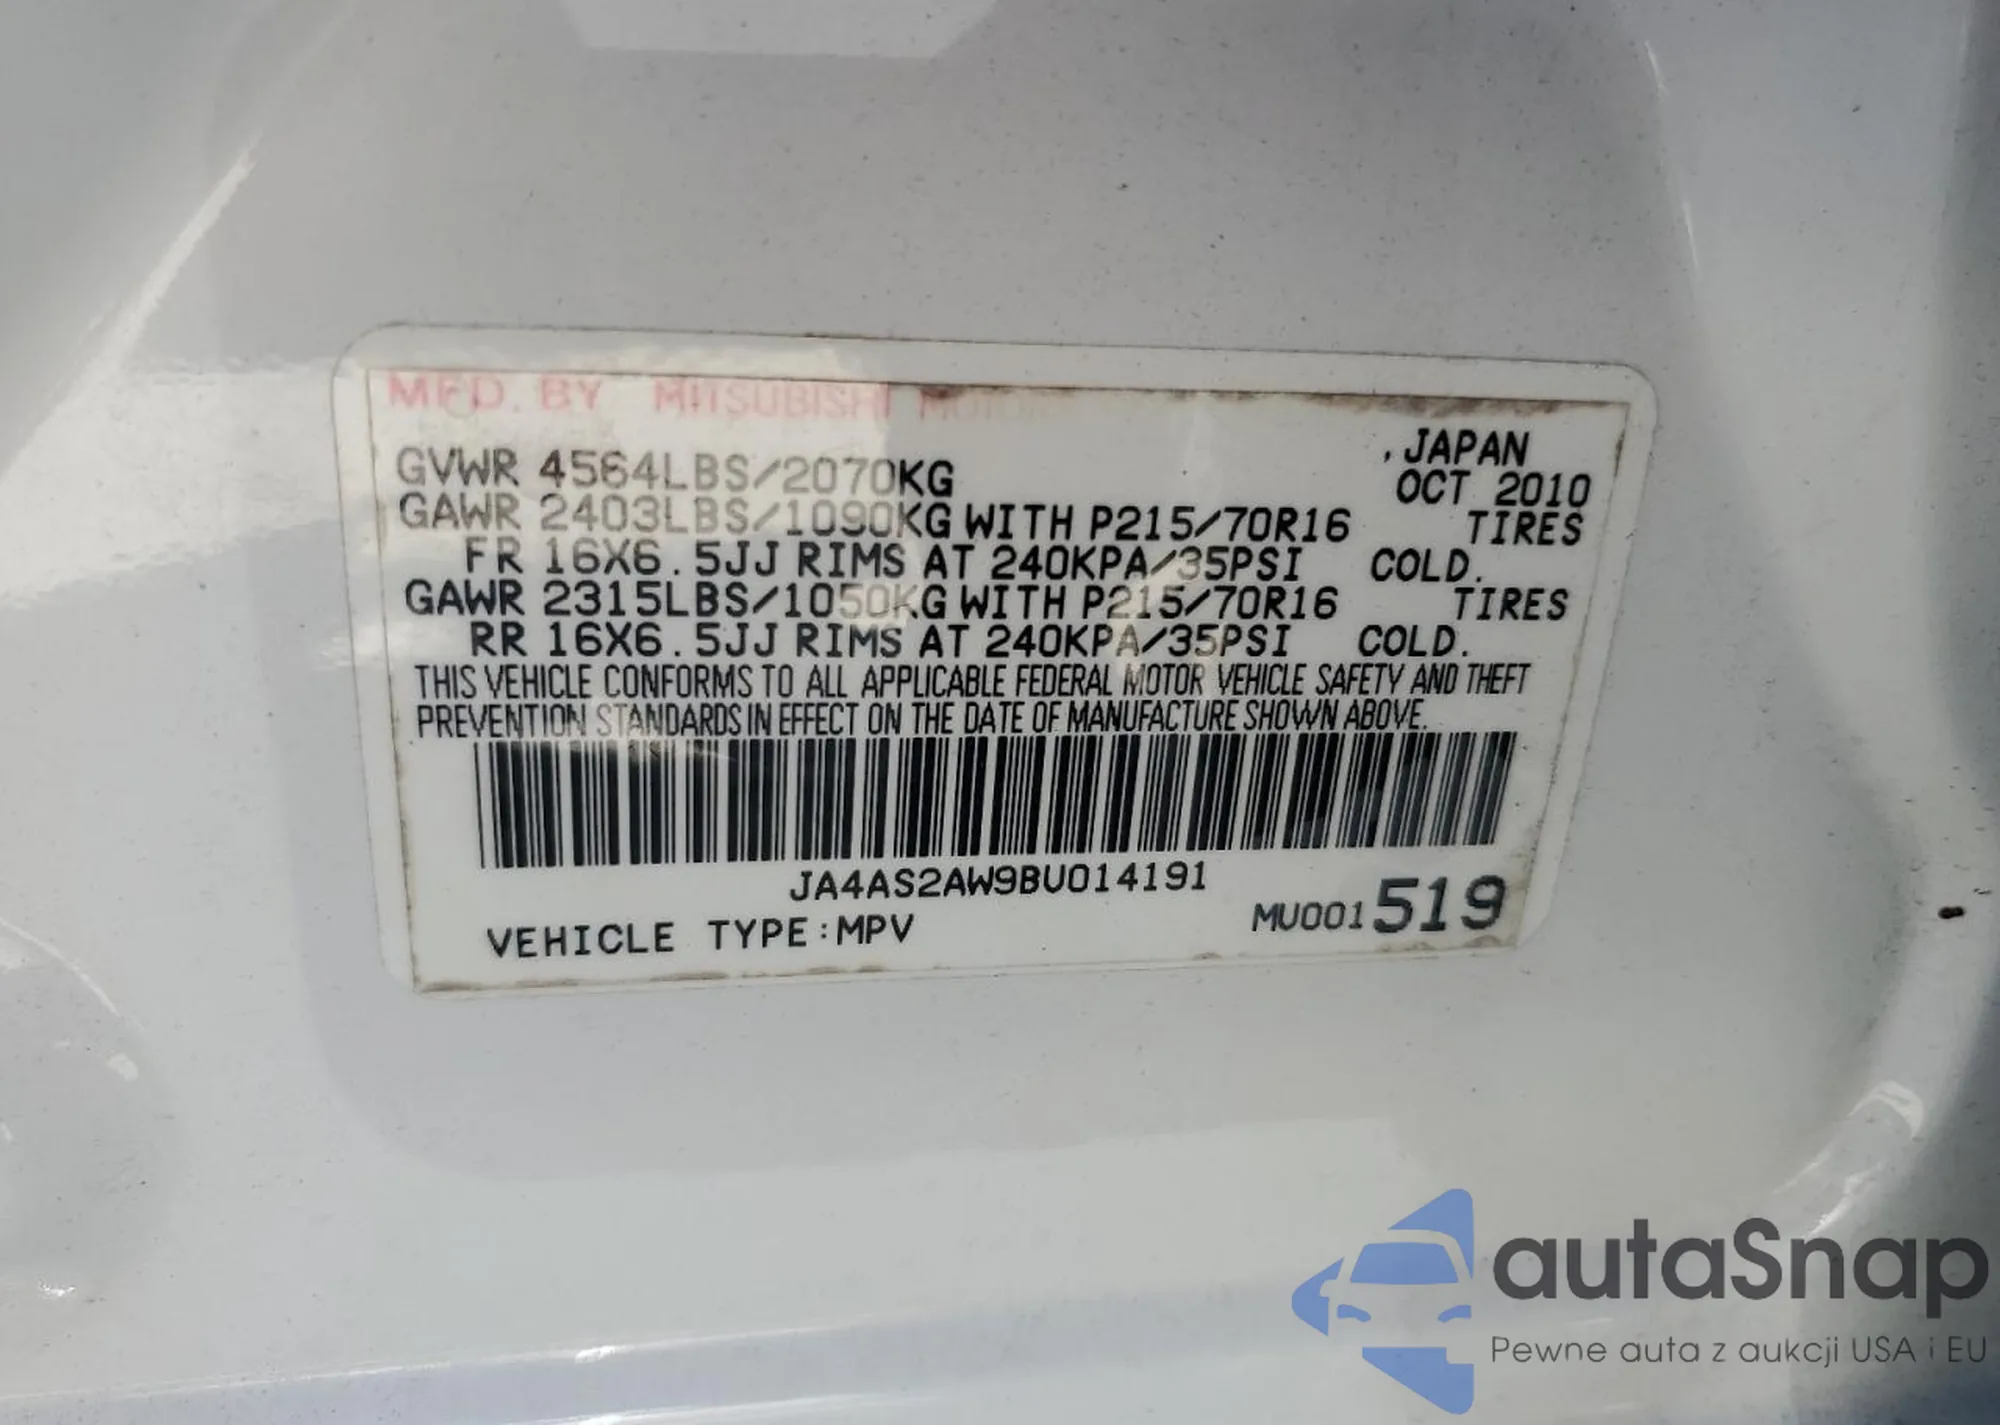 MFD. BY MITSUBISHI
, JAPAN
GVWR 4564LBS/2070KG OCT 2010
GAWR 2403LBS/1090KG WITH P215/70R16 TIRES
FR 16X6.5JJ RIMS AT 240KPA/35PSI COLD.
GAWR 2315LBS/1050KG WITH P215/70R16 TIRES
RR 16X6.5JJ RIMS AT 240KPA/35PSI COLD.
THIS VEHICLE CONFORMS TO ALL APPLICABLE FEDERAL MOTOR VEHICLE SAFETY AND THEFT
PREVENTION STANDARDS IN EFFECT ON THE DATE OF MANUFACTURE SHOWN ABOVE.
JA4AS2AW9BU014191
VEHICLE TYPE:MPV MU001519
autaSnap
Pewne auta z aukcji USA i EU